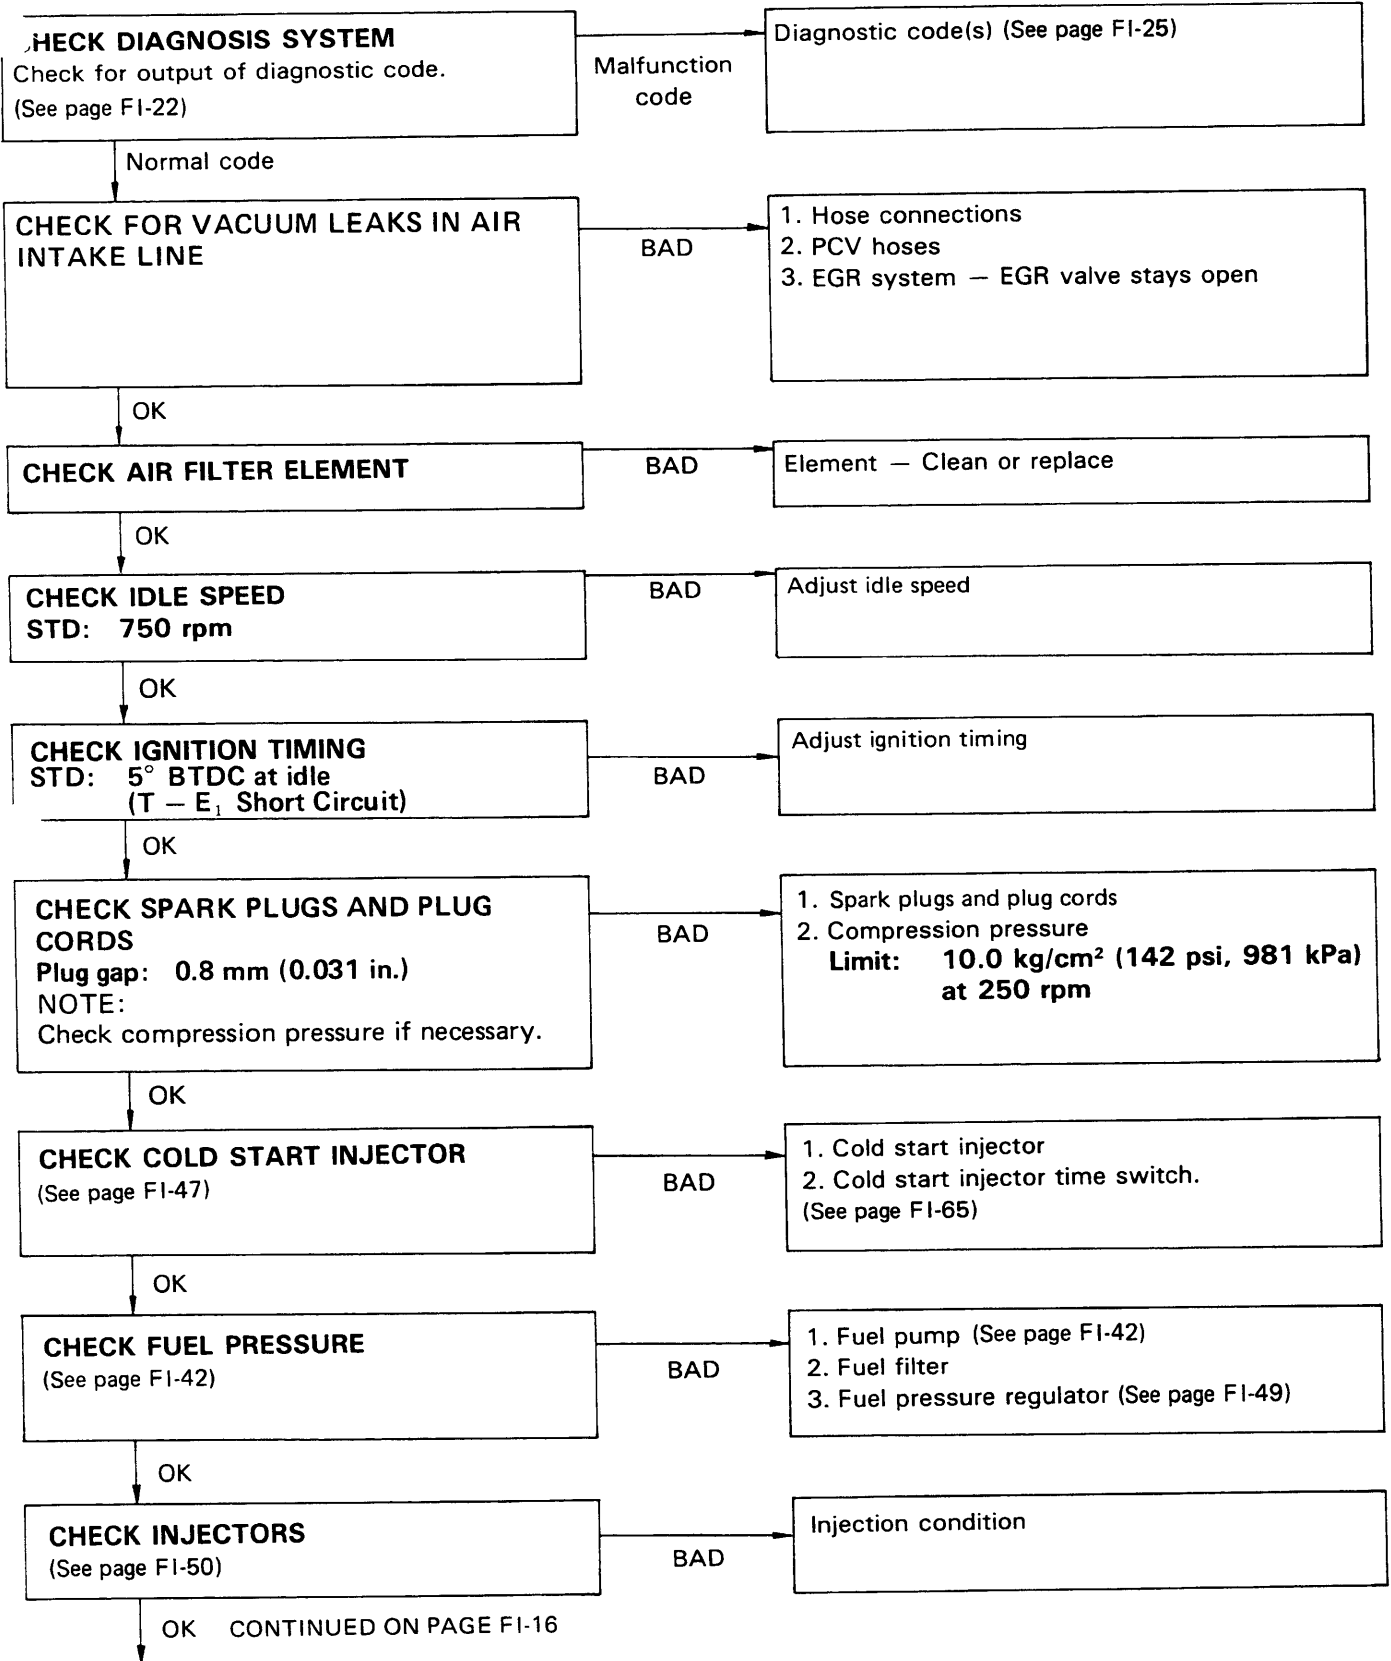 HECK DIAGNOSIS SYSTEM
Check for output of diagnostic code.
(See page FI-22)
Malfunction
code
Diagnostic code(s) (See page FI-25)
Normal code
CHECK FOR VACUUM LEAKS IN AIR
INTAKE LINE
BAD
1. Hose connections
2. PCV hoses
3. EGR system — EGR valve stays open
OK
CHECK AIR FILTER ELEMENT
BAD
Element — Clean or replace
OK
CHECK IDLE SPEED
STD: 750 rpm
BAD
Adjust idle speed
OK
CHECK IGNITION TIMING
STD: 5° BTDC at idle
(T — E₁ Short Circuit)
BAD
Adjust ignition timing
OK
CHECK SPARK PLUGS AND PLUG
CORDS
Plug gap: 0.8 mm (0.031 in.)
NOTE:
Check compression pressure if necessary.
BAD
1. Spark plugs and plug cords
2. Compression pressure
Limit: 10.0 kg/cm² (142 psi, 981 kPa)
at 250 rpm
OK
CHECK COLD START INJECTOR
(See page FI-47)
BAD
1. Cold start injector
2. Cold start injector time switch.
(See page FI-65)
OK
CHECK FUEL PRESSURE
(See page FI-42)
BAD
1. Fuel pump (See page FI-42)
2. Fuel filter
3. Fuel pressure regulator (See page FI-49)
OK
CHECK INJECTORS
(See page FI-50)
BAD
Injection condition
OK CONTINUED ON PAGE FI-16